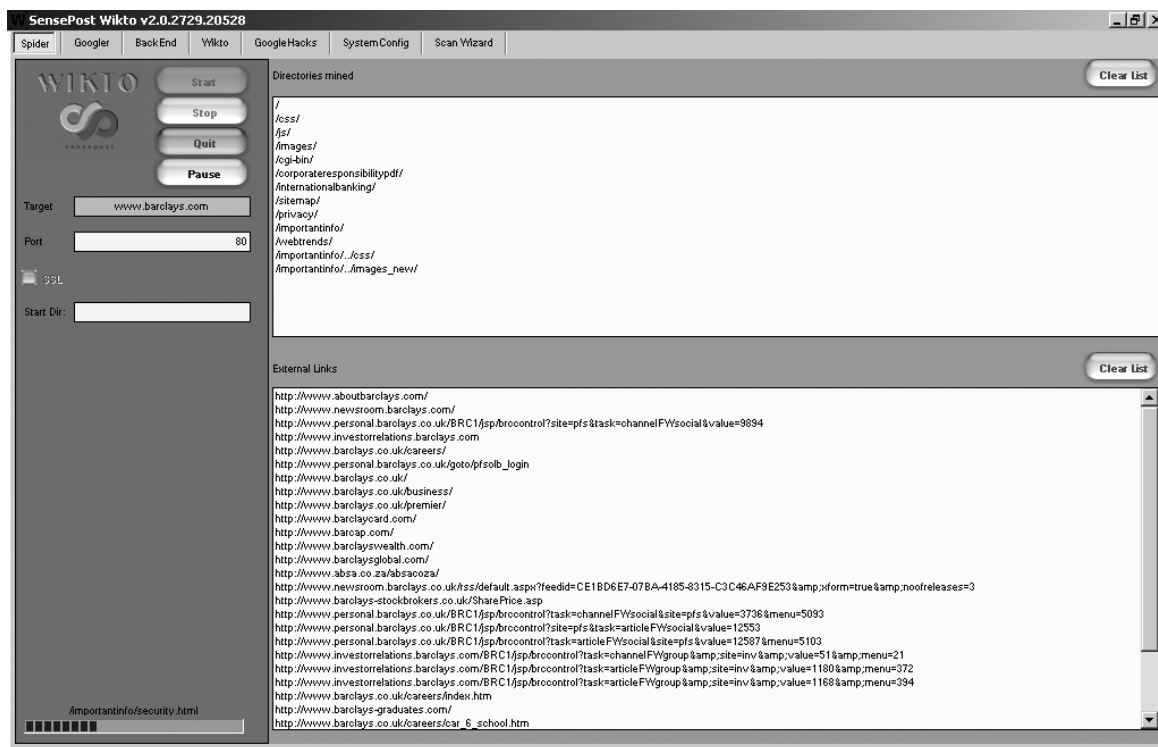 SensePost Wikto v2.0.2729.20528
Spider Googler BackEnd Wikto GoogleHacks SystemConfig Scan Wizard
WIKTO
sensepost
Start
Stop
Quit
Pause
Target www.barclays.com
Port 80
SSL
Start Dir:
/importantinfo/security.html
Directories mined
Clear List
/
/css/
/js/
/images/
/cgi-bin/
/corporateresponsibilitypdf/
/internationalbanking/
/sitemap/
/privacy/
/importantinfo/
/webtrends/
/importantinfo/../css/
/importantinfo/../images_new/
External Links
Clear List
http://www.aboutbarclays.com/
http://www.newsroom.barclays.com/
http://www.personal.barclays.co.uk/BRC1/jsp/brccontrol?site=pfs&task=channelFWsocial&value=9894
http://www.investorrelations.barclays.com
http://www.barclays.co.uk/careers/
http://www.personal.barclays.co.uk/goto/pfsolb_login
http://www.barclays.co.uk/
http://www.barclays.co.uk/business/
http://www.barclays.co.uk/premier/
http://www.barclaycard.com/
http://www.barcap.com/
http://www.barclayswealth.com/
http://www.barclaysglobal.com/
http://www.absa.co.za/absacoza/
http://www.newsroom.barclays.co.uk/rss/default.aspx?feedid=CE1BD6E7-07BA-4185-8315-C3C46AF9E253&amp;xform=true&amp;noofreleases=3
http://www.barclays-stockbrokers.co.uk/SharePrice.asp
http://www.personal.barclays.co.uk/BRC1/jsp/brccontrol?task=channelFWsocial&site=pfs&value=3736&menu=5093
http://www.personal.barclays.co.uk/BRC1/jsp/brccontrol?site=pfs&task=articleFWsocial&value=12553
http://www.personal.barclays.co.uk/BRC1/jsp/brccontrol?task=articleFWsocial&site=pfs&value=12587&menu=5103
http://www.investorrelations.barclays.com/BRC1/jsp/brccontrol?task=channelFWgroup&amp;site=inv&amp;value=51&amp;menu=21
http://www.investorrelations.barclays.com/BRC1/jsp/brccontrol?task=articleFWgroup&amp;site=inv&amp;value=1180&amp;menu=372
http://www.investorrelations.barclays.com/BRC1/jsp/brccontrol?task=articleFWgroup&amp;site=inv&amp;value=1168&amp;menu=394
http://www.barclays.co.uk/careers/index.htm
http://www.barclays-graduates.com/
http://www.barclays.co.uk/careers/car_6_school.htm